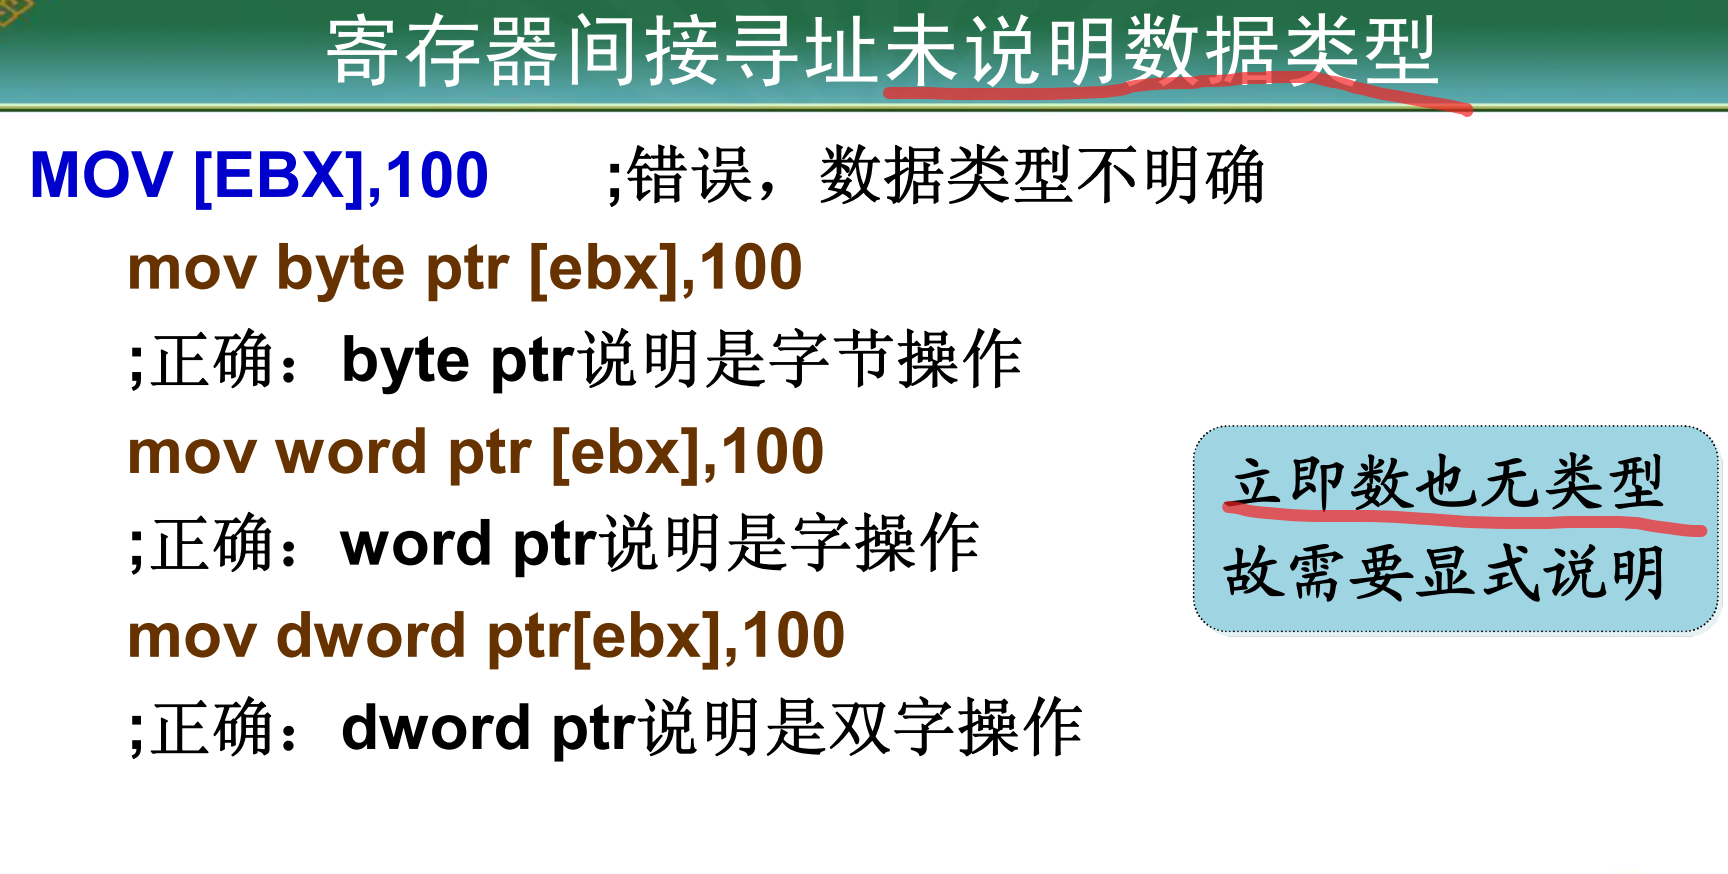 寄存器间接寻址未说明数据类型
MOV [EBX],100 ;错误，数据类型不明确
mov byte ptr [ebx],100
;正确：byte ptr说明是字节操作
mov word ptr [ebx],100
;正确：word ptr说明是字操作
mov dword ptr[ebx],100
;正确：dword ptr说明是双字操作
立即数也无类型
故需要显式说明